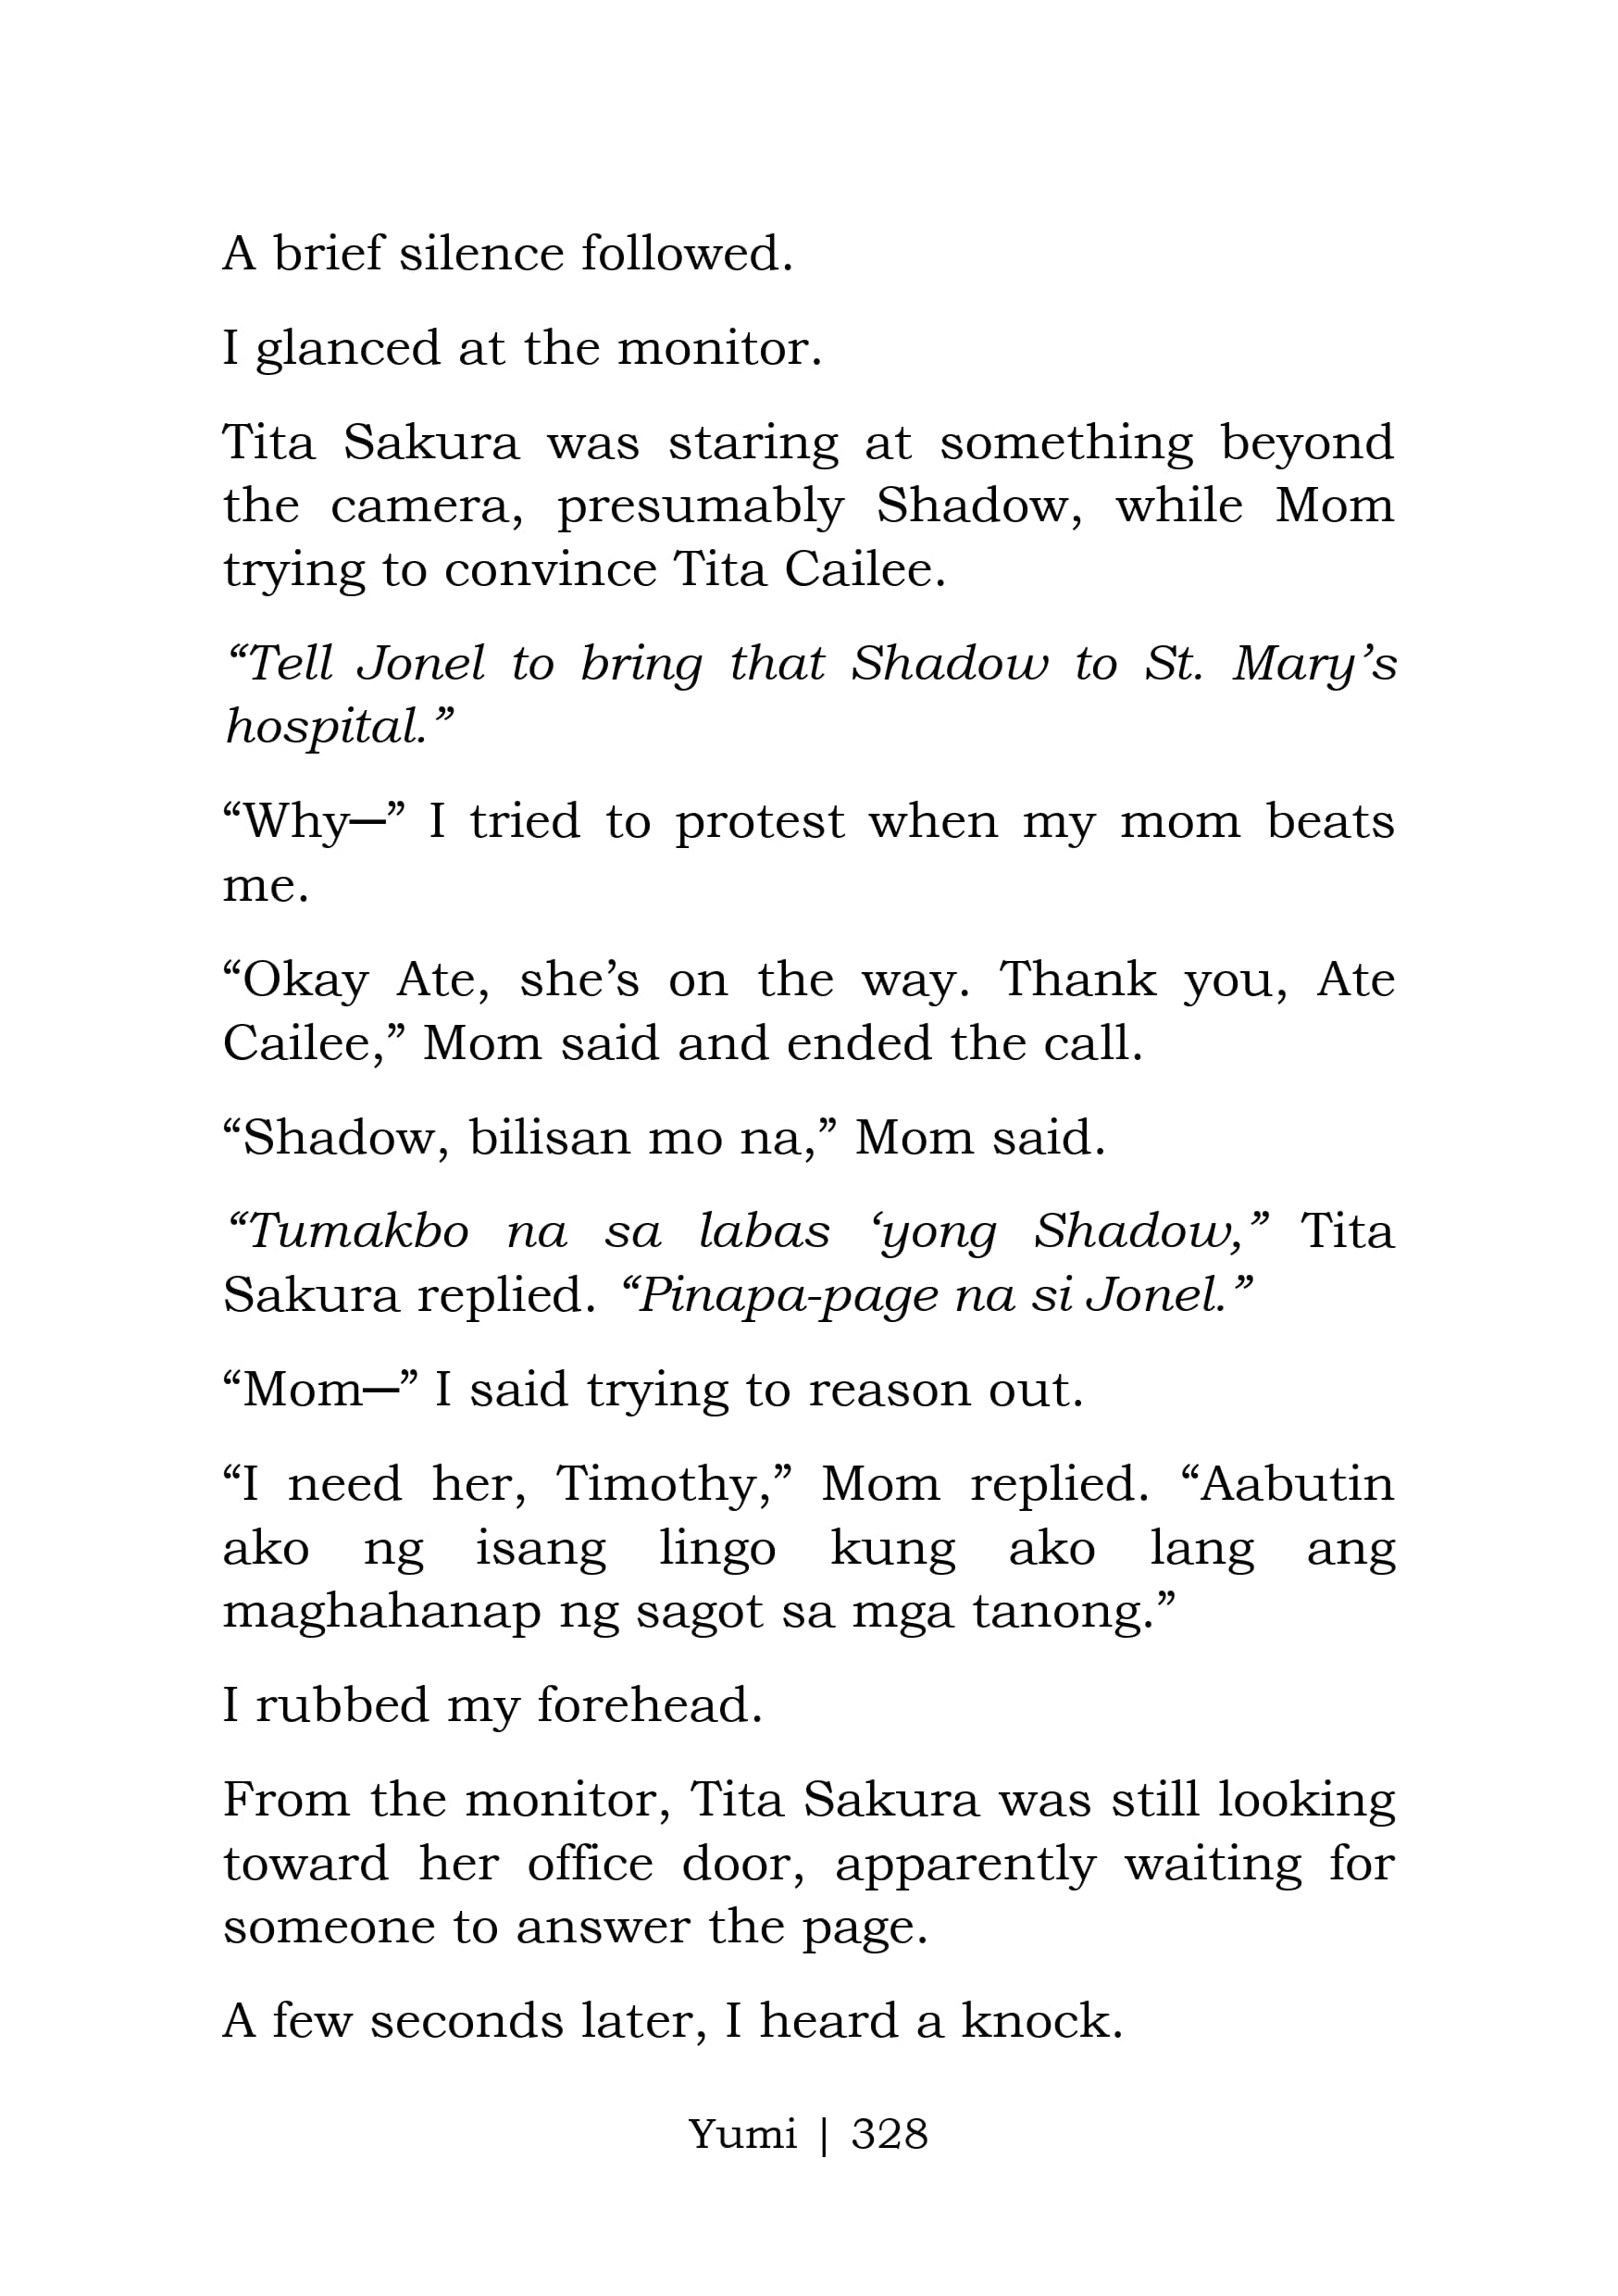 A brief silence followed.
I glanced at the monitor.
Tita Sakura was staring at something beyond
the camera, presumably Shadow, while Mom
trying to convince Tita Cailee.
“Tell Jonel to bring that Shadow to St. Mary’s
hospital.”
“Why—” I tried to protest when my mom beats
me.
“Okay Ate, she’s on the way. Thank you, Ate
Cailee,” Mom said and ended the call.
“Shadow, bilisan mo na,” Mom said.
“Tumakbo na sa labas ‘yong Shadow,” Tita
Sakura replied. “Pinapa-page na si Jonel.”
“Mom—” I said trying to reason out.
“I need her, Timothy,” Mom replied. “Aabutin
ako ng isang lingo kung ako lang ang
maghahanap ng sagot sa mga tanong.”
I rubbed my forehead.
From the monitor, Tita Sakura was still looking
toward her office door, apparently waiting for
someone to answer the page.
A few seconds later, I heard a knock.
Yumi | 328